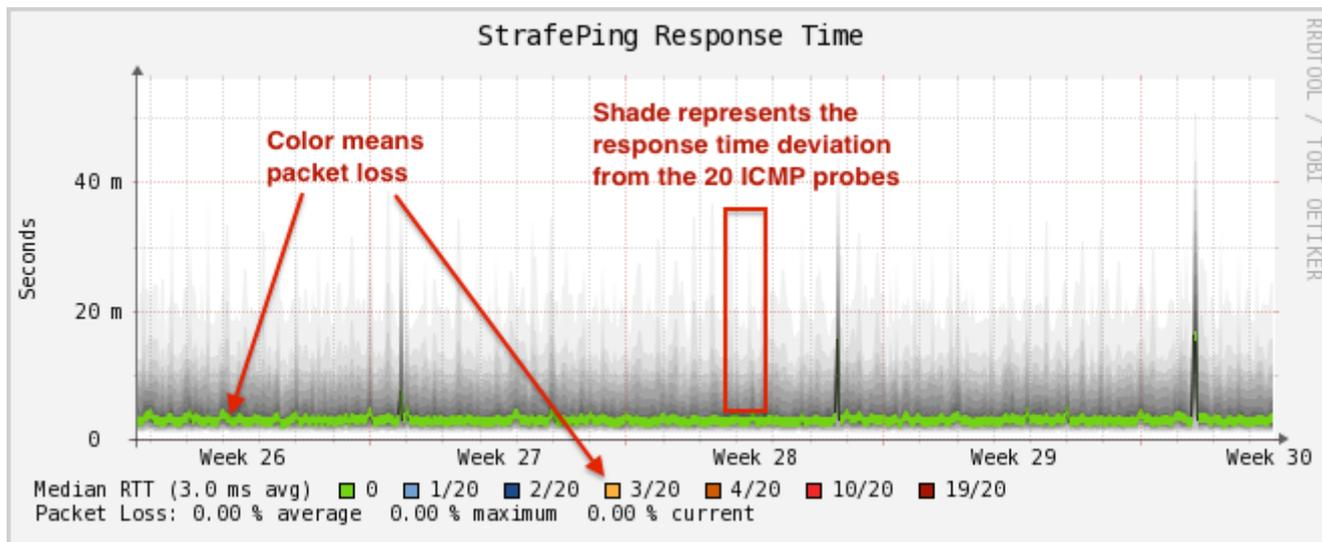 StrafePing Response Time
RRDTOOL / TOBI OETIKER
Color means
packet loss
Shade represents the
response time deviation
from the 20 ICMP probes
Seconds
40 m
20 m
0
Week 26
Week 27
Week 28
Week 29
Week 30
Median RTT (3.0 ms avg) 0 1/20 2/20 3/20 4/20 10/20 19/20
Packet Loss: 0.00 % average 0.00 % maximum 0.00 % current